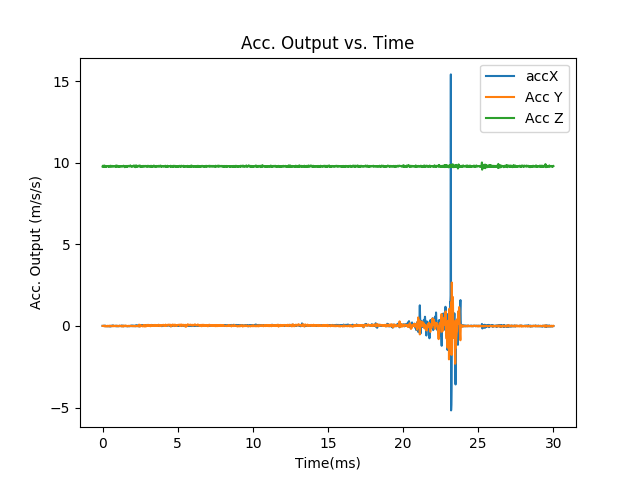 Acc. Output vs. Time
accX
Acc Y
Acc Z
Acc. Output (m/s/s)
15
10
5
0
−5
0 5 10 15 20 25 30
Time(ms)